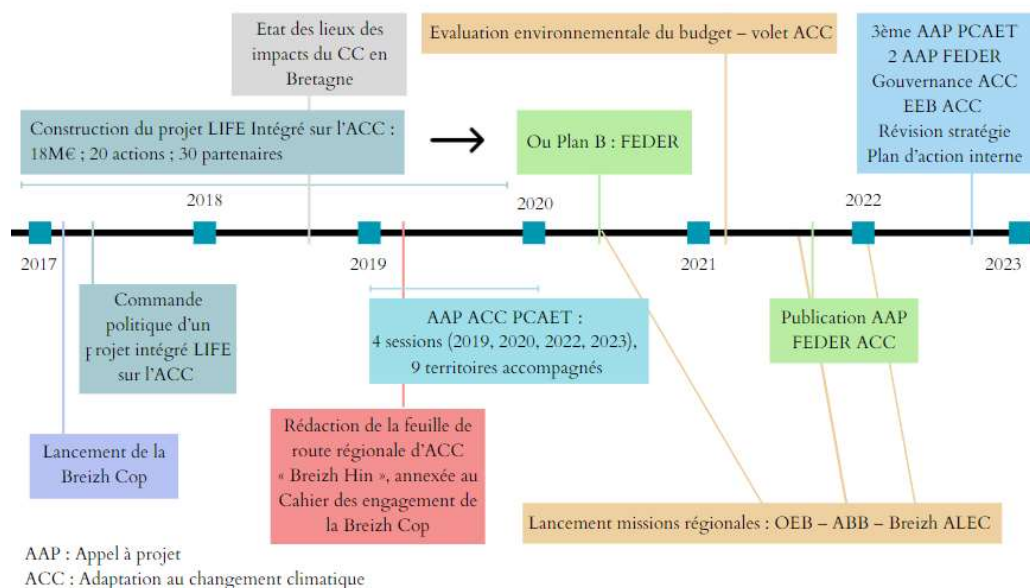 Etat des lieux des
impacts du CC en
Bretagne
Evaluation environnementale du budget – volet ACC
3ème AAP PCAET
2 AAP FEDER
Gouvernance ACC
EEB ACC
Révision stratégie
Plan d'action interne
Construction du projet LIFE Intégré sur l'ACC :
18M€ ; 20 actions ; 30 partenaires
Ou Plan B : FEDER
2018
2020
2022
2017
2019
2021
2023
Commande
politique d'un
projet intégré LIFE
sur l'ACC
AAP ACC PCAET :
4 sessions (2019, 2020, 2022, 2023),
9 territoires accompagnés
Publication AAP
FEDER ACC
Lancement de la
Breizh Cop
Rédaction de la feuille de
route régionale d'ACC
« Breizh Hin », annexée au
Cahier des engagement de
la Breizh Cop
Lancement missions régionales : OEB – ABB – Breizh ALEC
AAP : Appel à projet
ACC : Adaptation au changement climatique